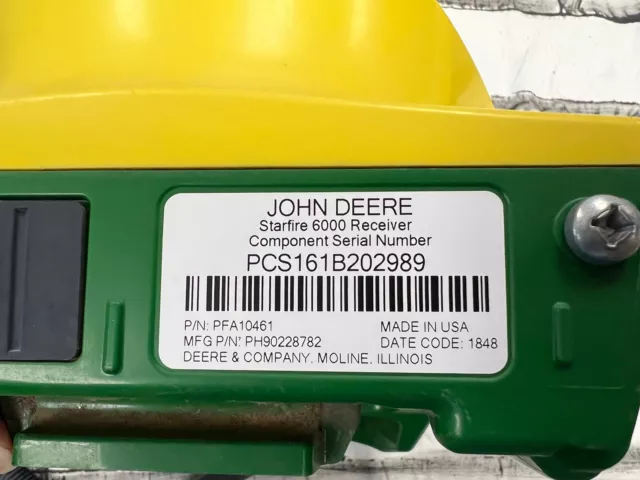 JOHN DEERE
Starfire 6000 Receiver
Component Serial Number
PCS161B202989
P/N: PFA10461 MADE IN USA
MFG P/N: PH90228782 DATE CODE: 1848
DEERE & COMPANY, MOLINE, ILLINOIS